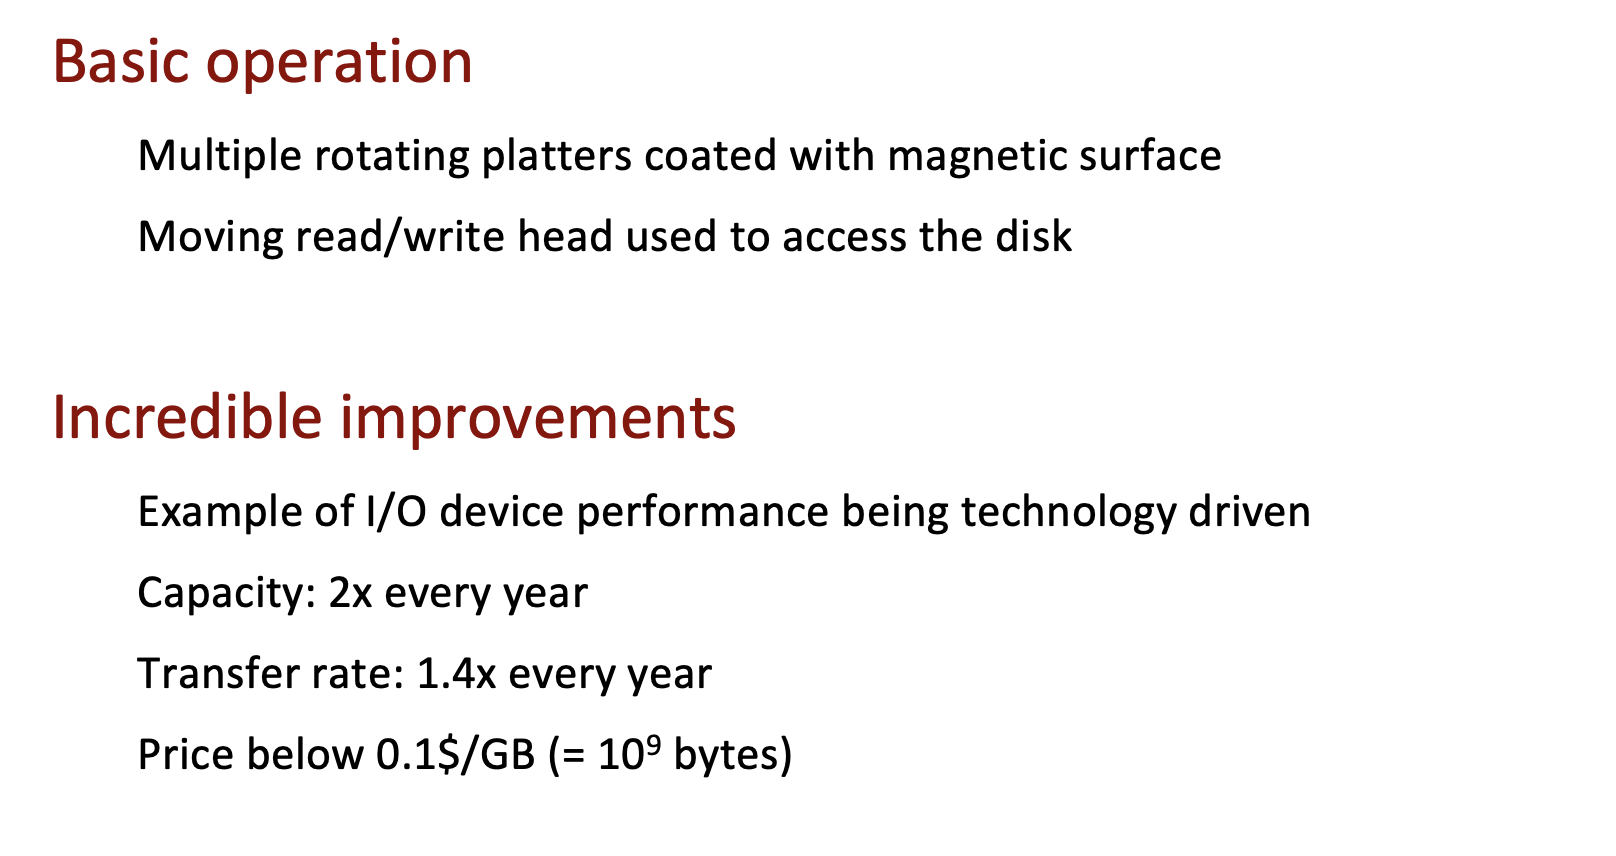 Basic operation
Multiple rotating platters coated with magnetic surface
Moving read/write head used to access the disk
Incredible improvements
Example of I/O device performance being technology driven
Capacity: 2x every year
Transfer rate: 1.4x every year
Price below 0.1$/GB (= 10⁹ bytes)